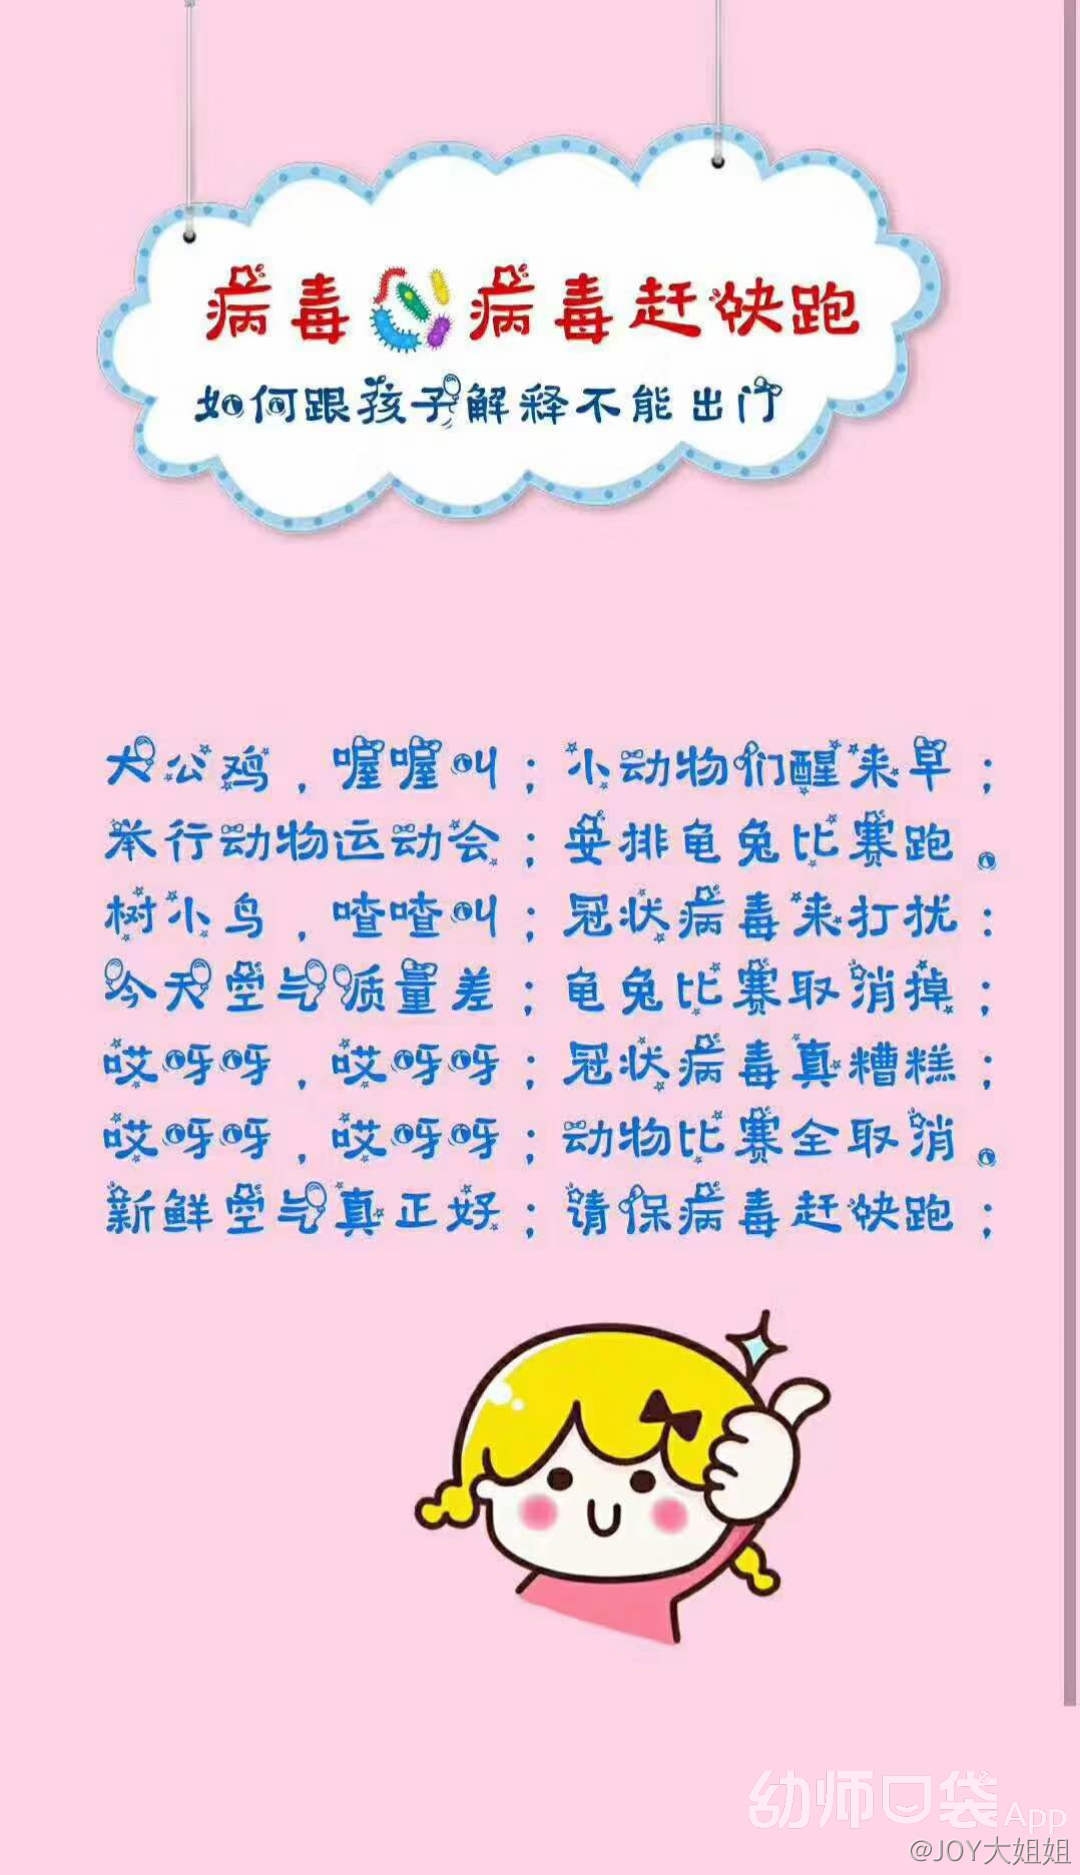 病毒病毒赶快跑
如何跟孩子解释不能出门
大公鸡，喔喔叫；小动物们醒来早；
举行动物运动会；安排龟兔比赛跑。
树小鸟，喳喳叫；冠状病毒来打扰：
今天空气质量差；龟兔比赛取消掉；
哎呀呀，哎呀呀；冠状病毒真糟糕；
哎呀呀，哎呀呀；动物比赛全取消。
新鲜空气真正好；请保病毒赶快跑；
幼师口袋App
@JOY大姐姐